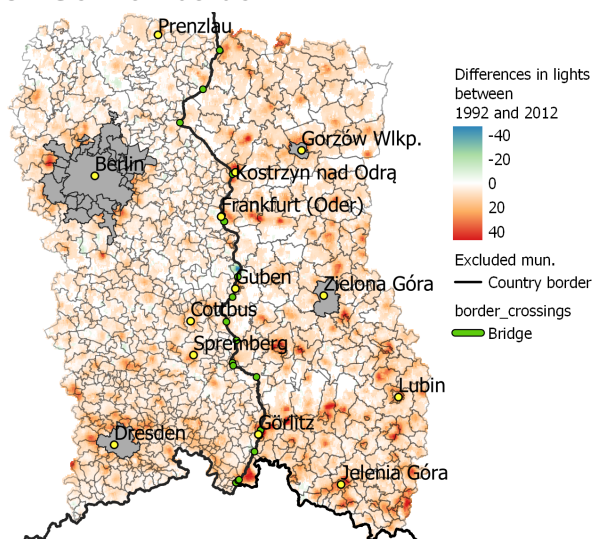 Prenzlau
Differences in lights
between
1992 and 2012
-40
-20
0
20
40
Excluded mun.
Country border
border_crossings
Bridge
Gorzów Wlkp.
Berlin
Kostrzyn nad Odrą
Frankfurt (Oder)
Guben
Zielona Góra
Cottbus
Spremberg
Lubin
Görlitz
Dresden
Jelenia Góra